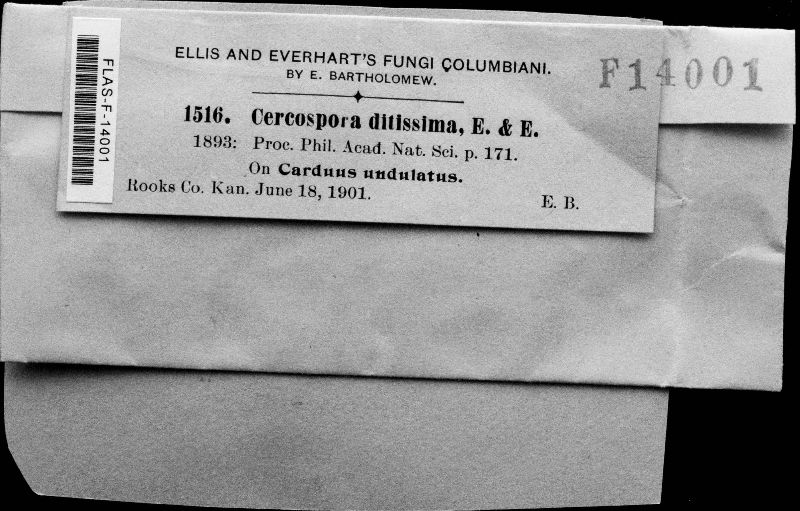 ELLIS AND EVERHART'S FUNGI COLUMBIANI.
BY E. BARTHOLOMEW.
1516. Cercospora ditissima, E. & E.
1893: Proc. Phil. Acad. Nat. Sci. p. 171.
On Carduus undulatus.
Rooks Co. Kan. June 18, 1901.
E. B.
FLAS-F-14001
F14001